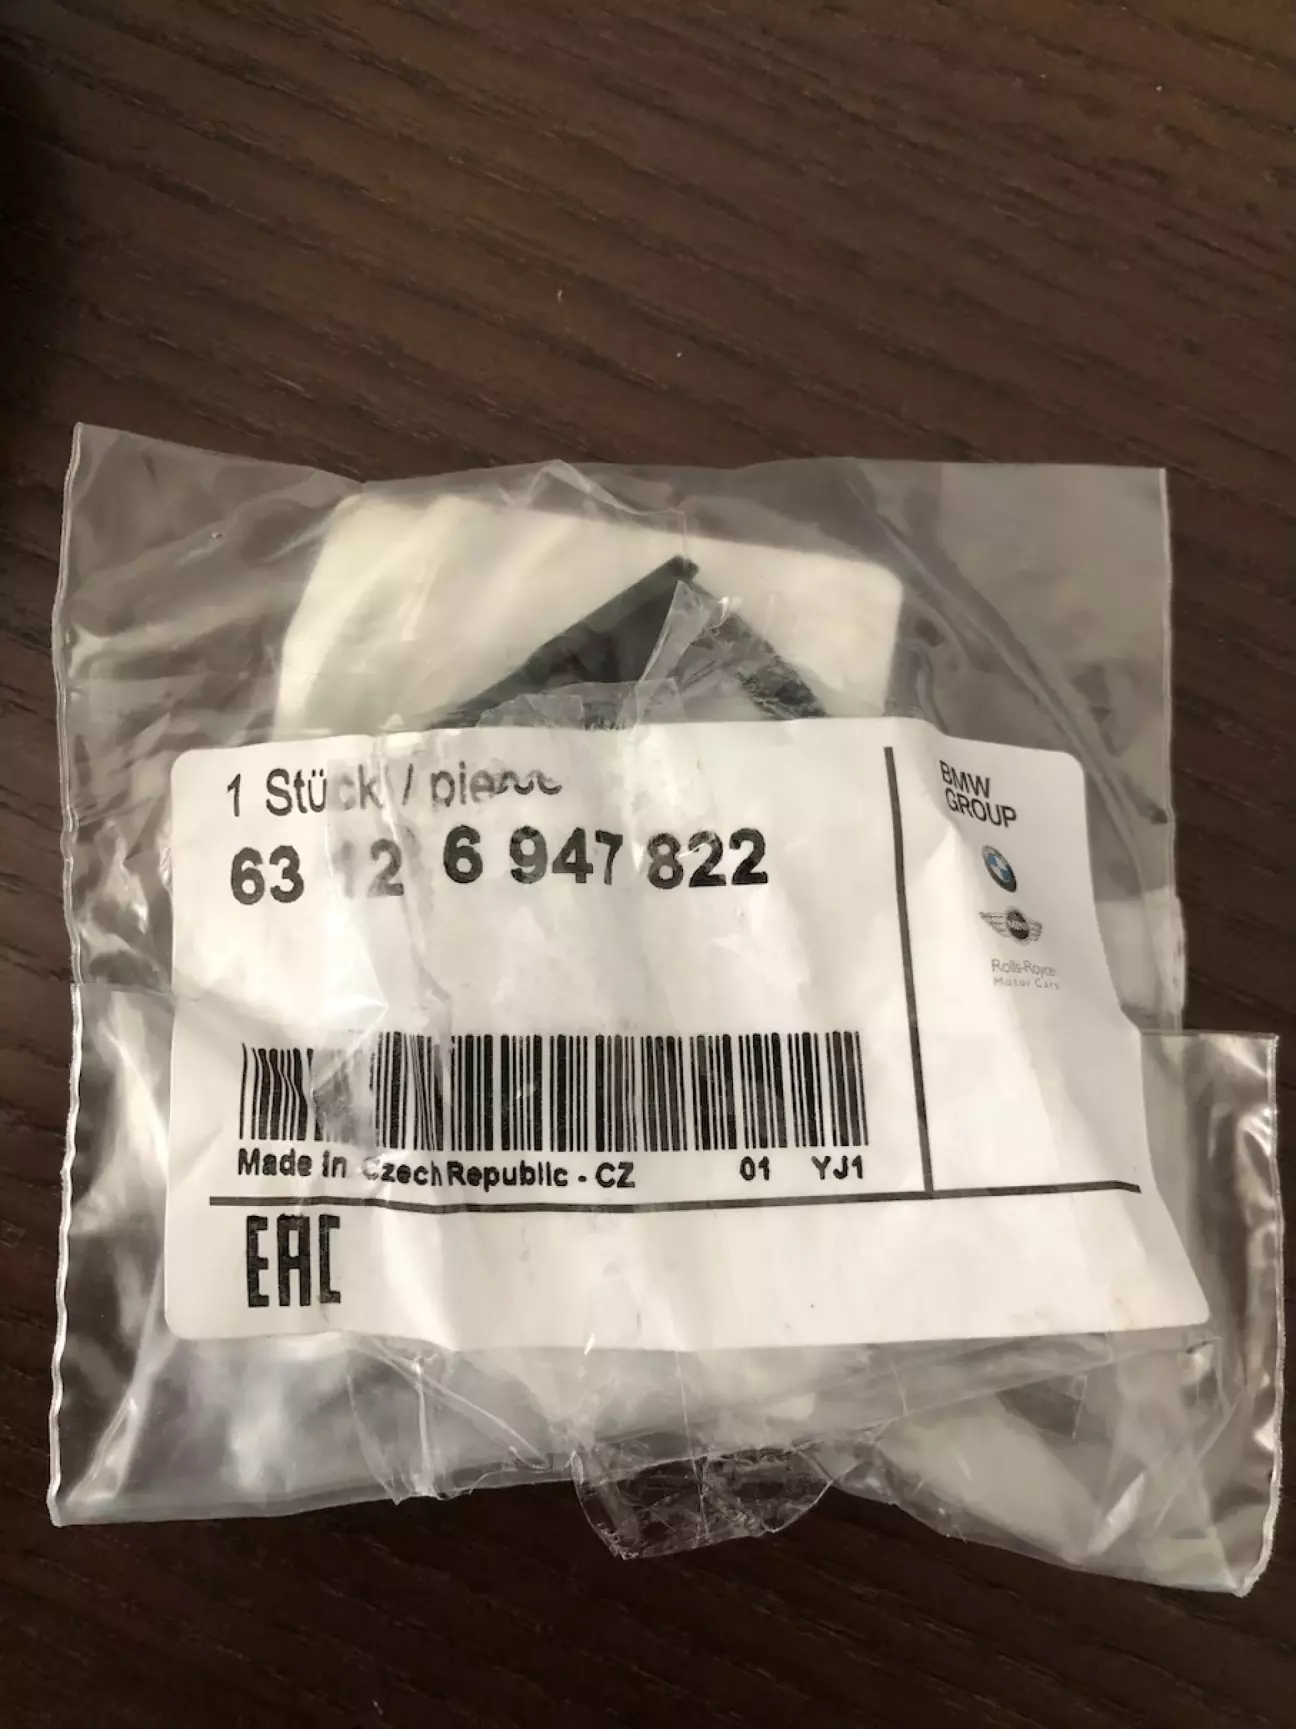 1 Stück / piece
63 12 6 947 822
BMW
GROUP
MINI
Rolls-Royce
Motor Cars
Made in Czech Republic - CZ 01 YJ1
EAC